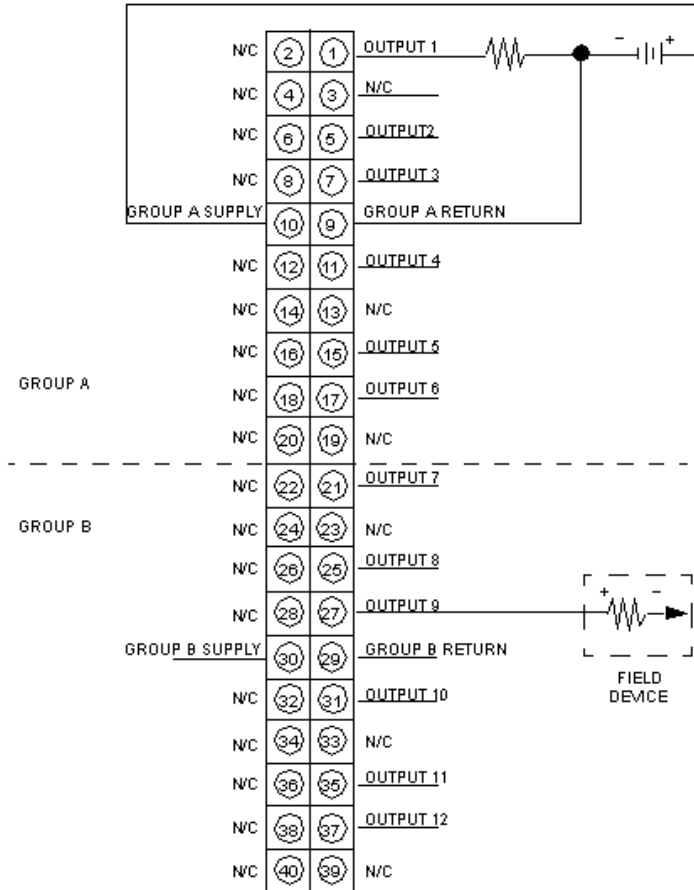 N/C 2 1 OUTPUT 1 - +
N/C 4 3 N/C
N/C 6 5 OUTPUT2
N/C 8 7 OUTPUT 3
GROUP A SUPPLY 10 9 GROUP A RETURN
N/C 12 11 OUTPUT 4
N/C 14 13 N/C
N/C 16 15 OUTPUT 5
GROUP A
N/C 18 17 OUTPUT 6
N/C 20 19 N/C
N/C 22 21 OUTPUT 7
GROUP B
N/C 24 23 N/C
N/C 26 25 OUTPUT 8
N/C 28 27 OUTPUT 9 + -
GROUP B SUPPLY 30 29 GROUP B RETURN
FIELD
DEVICE
N/C 32 31 OUTPUT 10
N/C 34 33 N/C
N/C 36 35 OUTPUT 11
N/C 38 37 OUTPUT 12
N/C 40 39 N/C